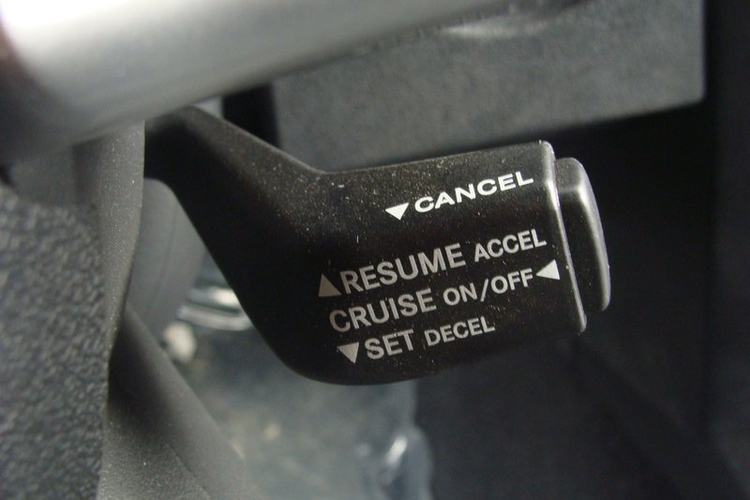 ▼CANCEL
▲RESUME ACCEL
CRUISE ON/OFF◀
▼SET DECEL